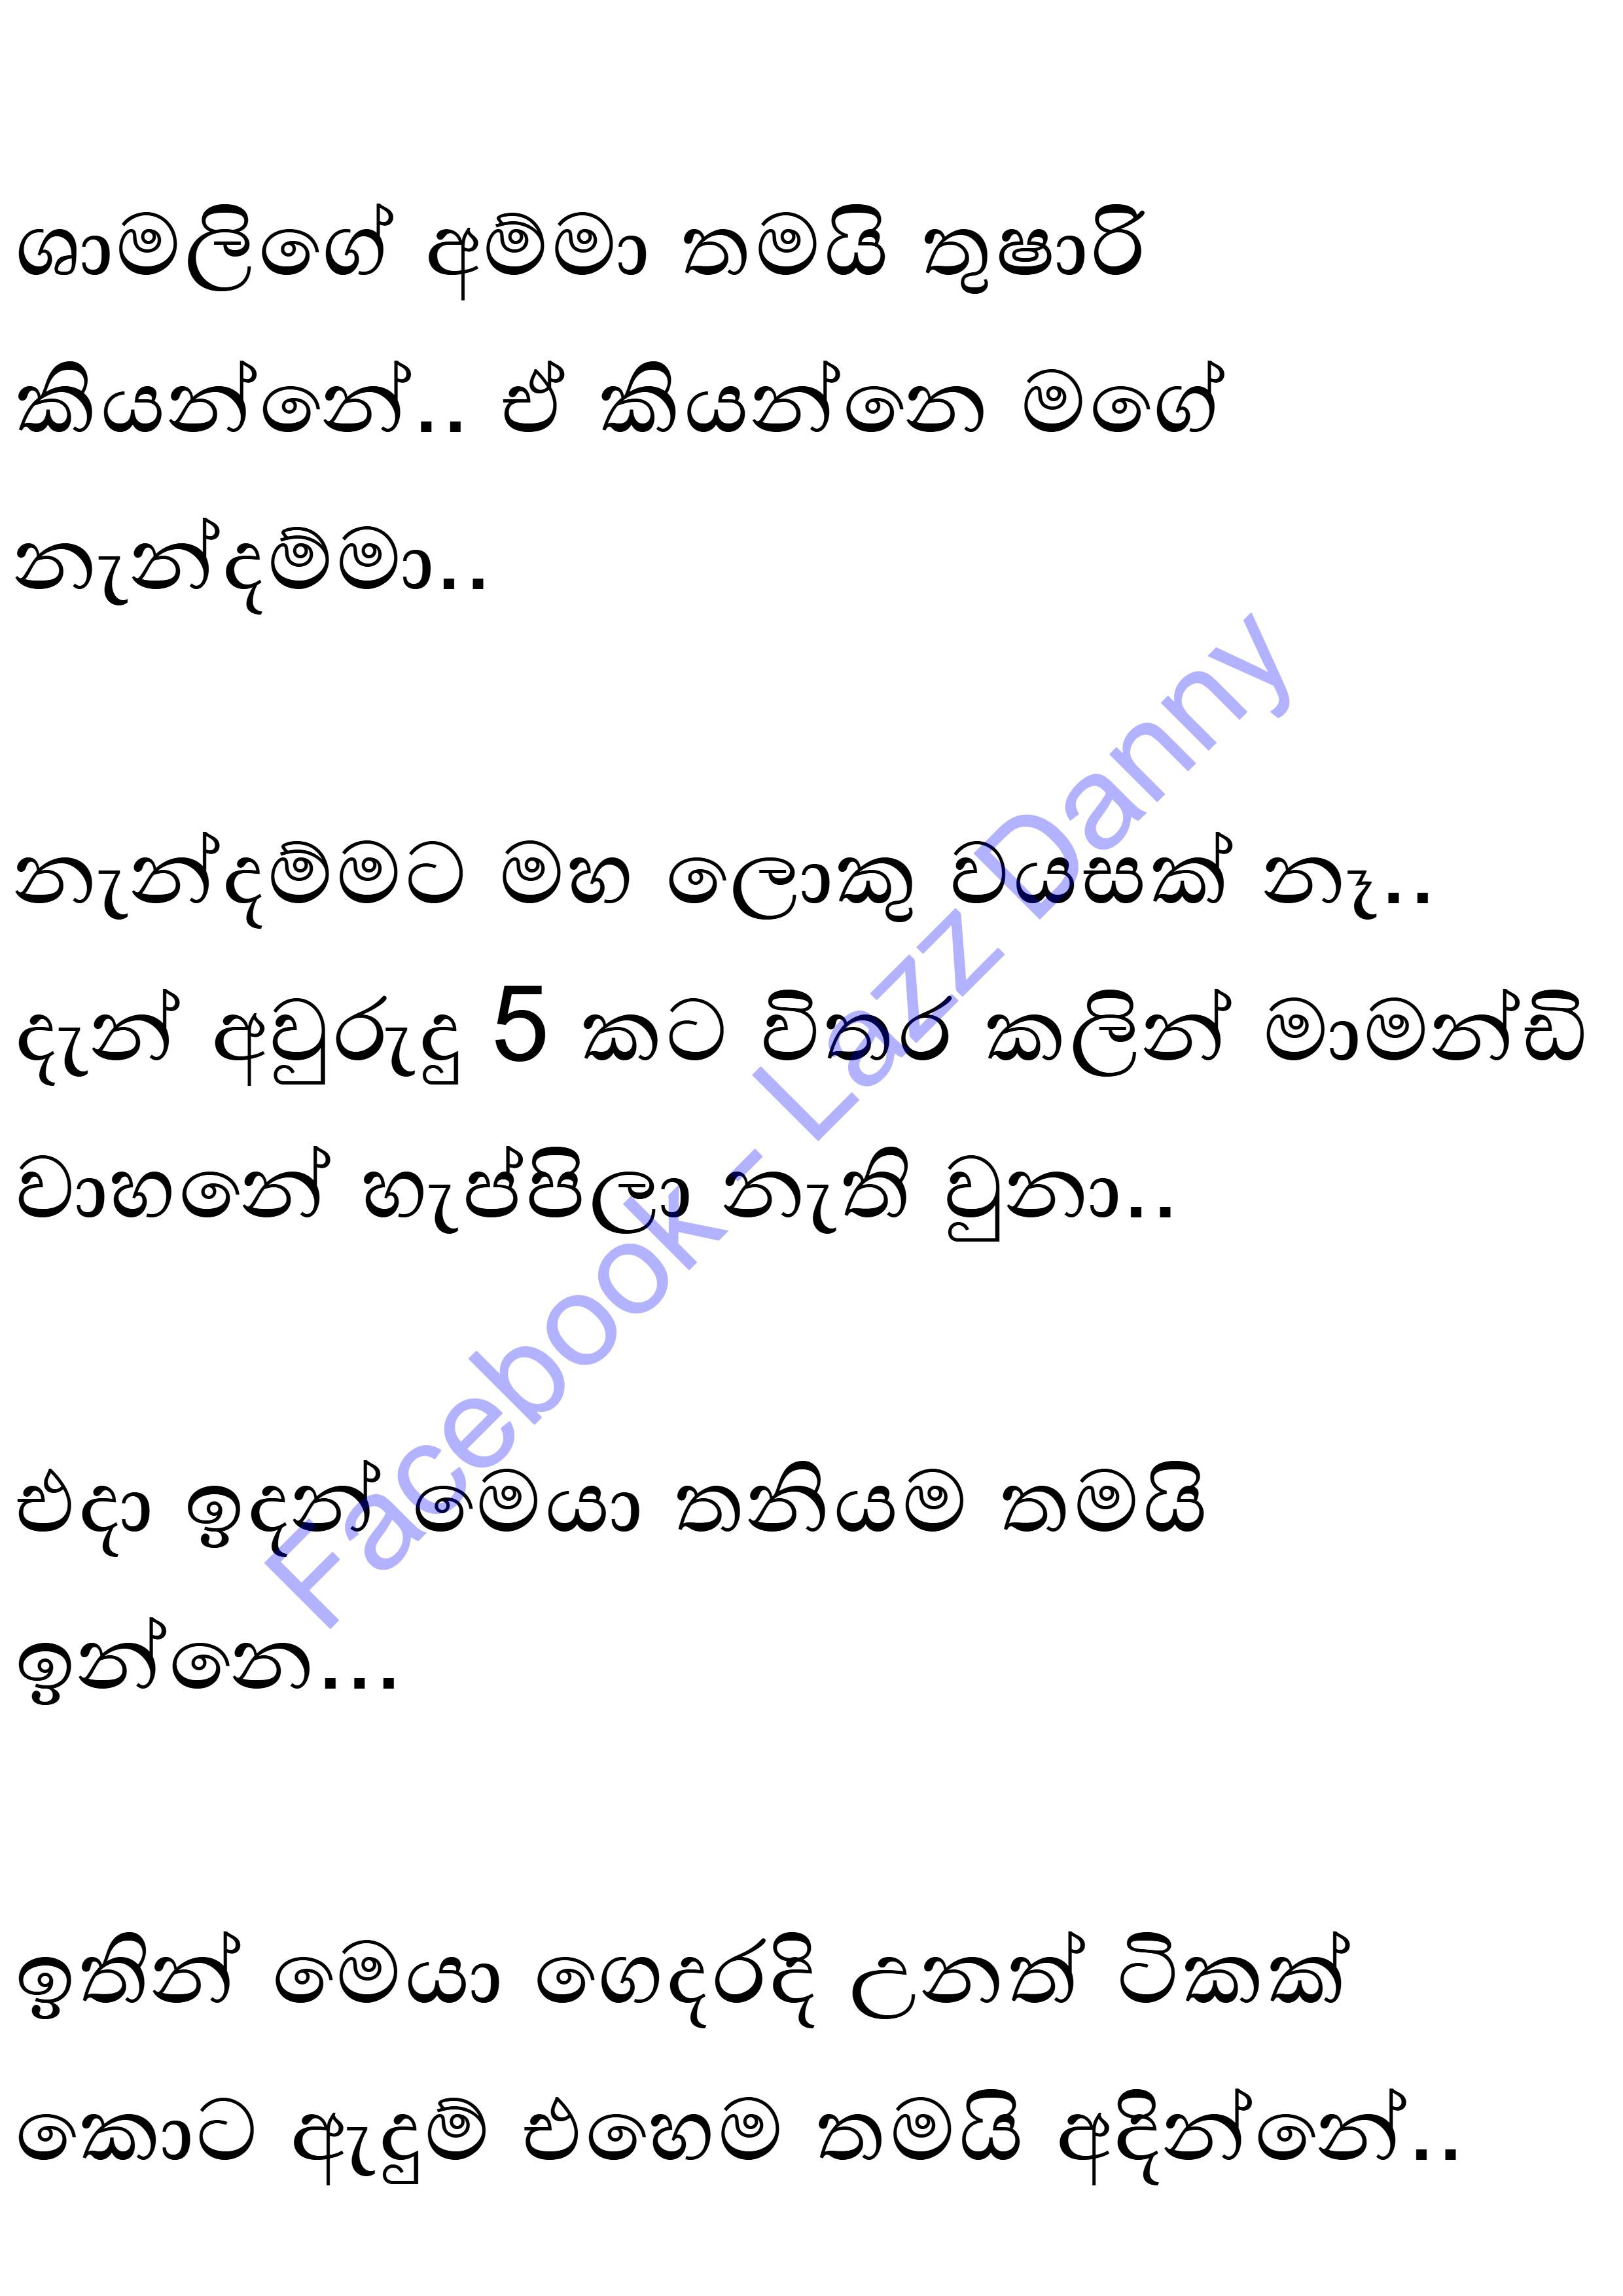 ශාමලිගේ අම්මා තමයි තුෂාරි
කියන්නේ.. ඒ කියන්නෙ මගේ
නැන්දම්මා..
නැන්දම්මට මහ ලොකු වයසක් නෑ..
දැන් අවුරුදු 5 කට විතර කලින් මාමන්ඩි
වාහනේ හැප්පිලා නැති වුනා..
එදා ඉදන් මෙයා තනියම තමයි
ඉන්නෙ...
ඉතින් මෙයා ගෙදරදි උනත් ටිකක්
කොට ඇදුම් එහෙම තමයි අදින්නේ..
Facebook - Lazz Danny